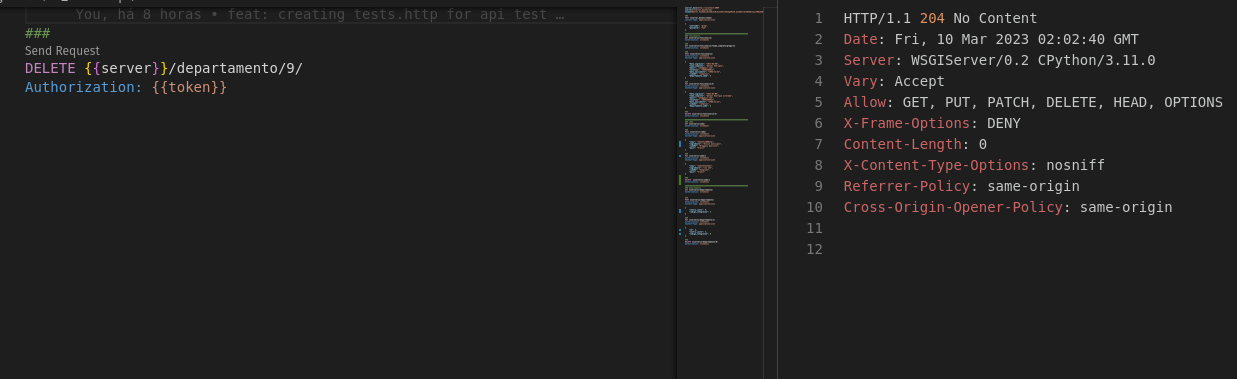 You, há 8 horas • feat: creating tests.http for api test …
###
Send Request
DELETE {{server}}/departamento/9/
Authorization: {{token}}
1 HTTP/1.1 204 No Content
2 Date: Fri, 10 Mar 2023 02:02:40 GMT
3 Server: WSGIServer/0.2 CPython/3.11.0
4 Vary: Accept
5 Allow: GET, PUT, PATCH, DELETE, HEAD, OPTIONS
6 X-Frame-Options: DENY
7 Content-Length: 0
8 X-Content-Type-Options: nosniff
9 Referrer-Policy: same-origin
10 Cross-Origin-Opener-Policy: same-origin
11
12